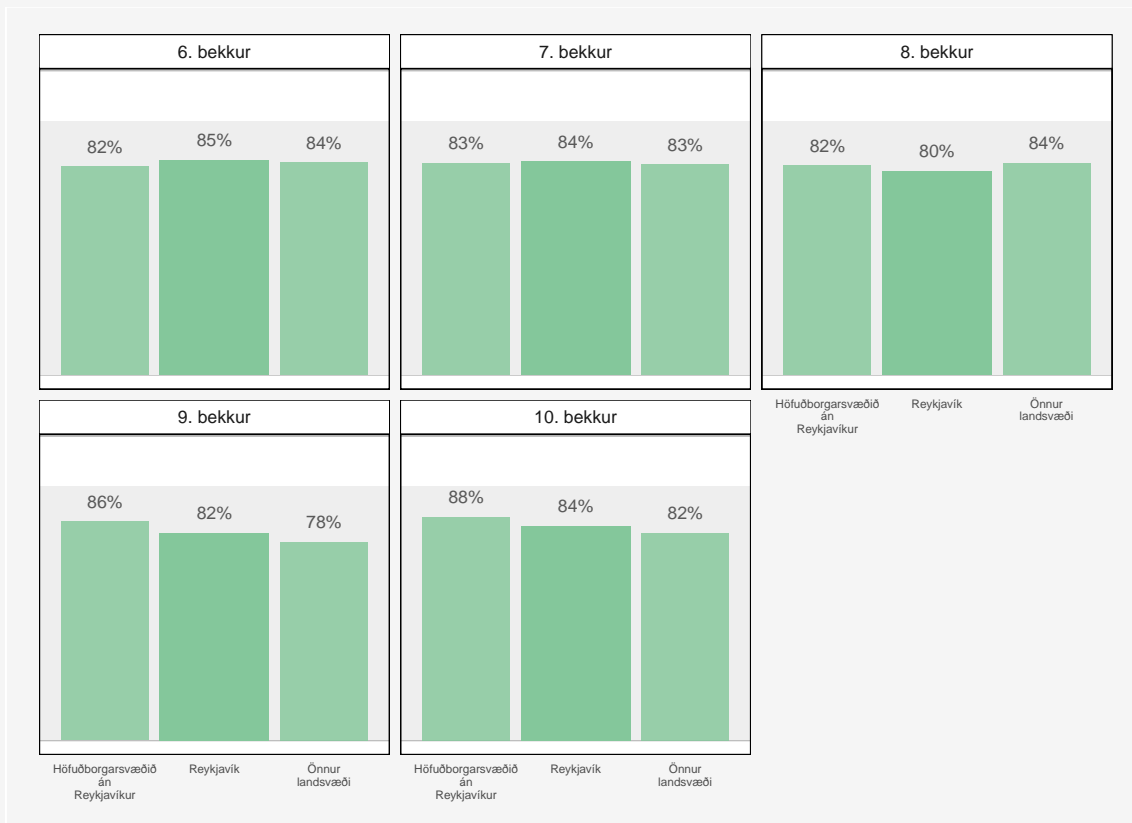 6. bekkur
7. bekkur
8. bekkur
82%
85%
84%
83%
84%
83%
82%
80%
84%
Höfuðborgarsvæðið
án
Reykjavíkur
Reykjavík
Önnur
landsvæði
9. bekkur
10. bekkur
86%
82%
78%
88%
84%
82%
Höfuðborgarsvæðið
án
Reykjavíkur
Reykjavík
Önnur
landsvæði
Höfuðborgarsvæðið
án
Reykjavíkur
Reykjavík
Önnur
landsvæði